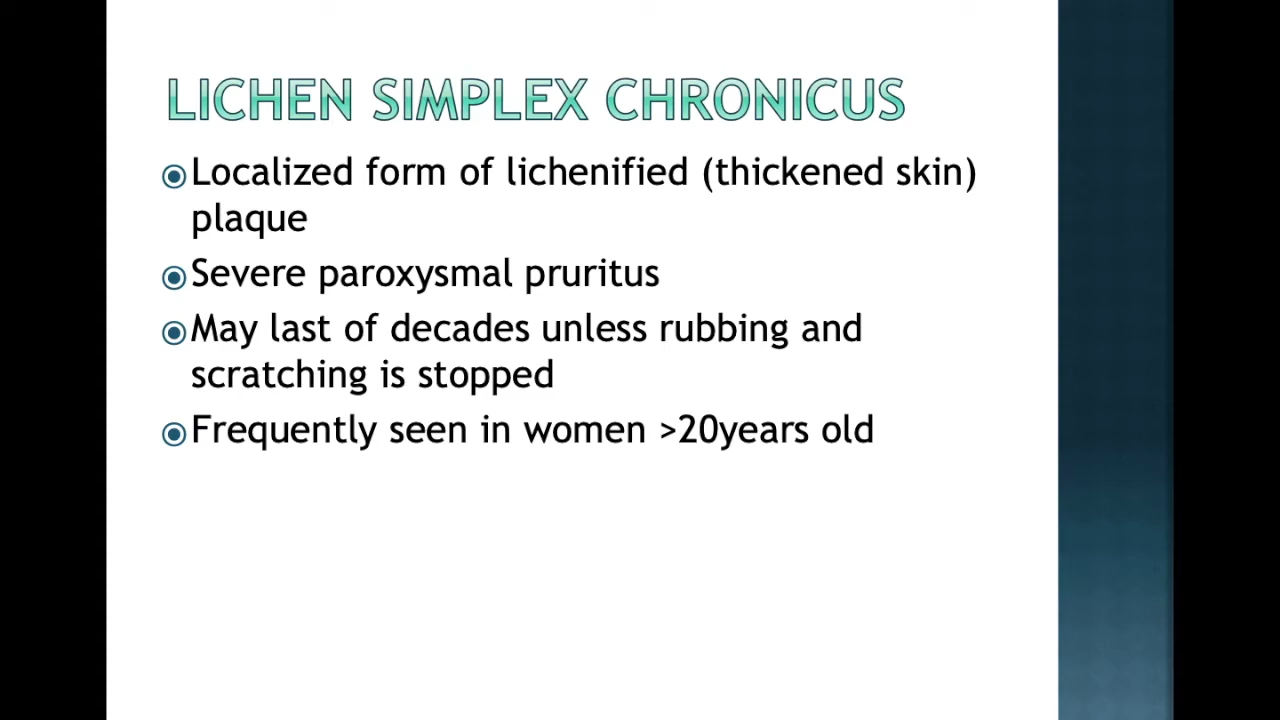 LICHEN SIMPLEX CHRONICUS
Localized form of lichenified (thickened skin)
plaque
Severe paroxysmal pruritus
May last of decades unless rubbing and
scratching is stopped
Frequently seen in women >20years old